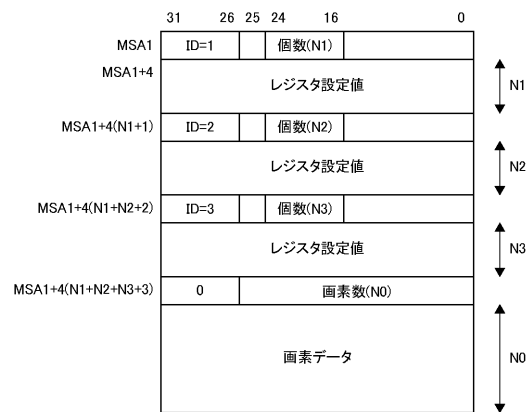 31 26 25 24 16 0
MSA1 ID=1 個数(N1)
MSA1+4 レジスタ設定値 N1
MSA1+4(N1+1) ID=2 個数(N2)
レジスタ設定値 N2
MSA1+4(N1+N2+2) ID=3 個数(N3)
レジスタ設定値 N3
MSA1+4(N1+N2+N3+3) 0 画素数(N0)
画素データ N0